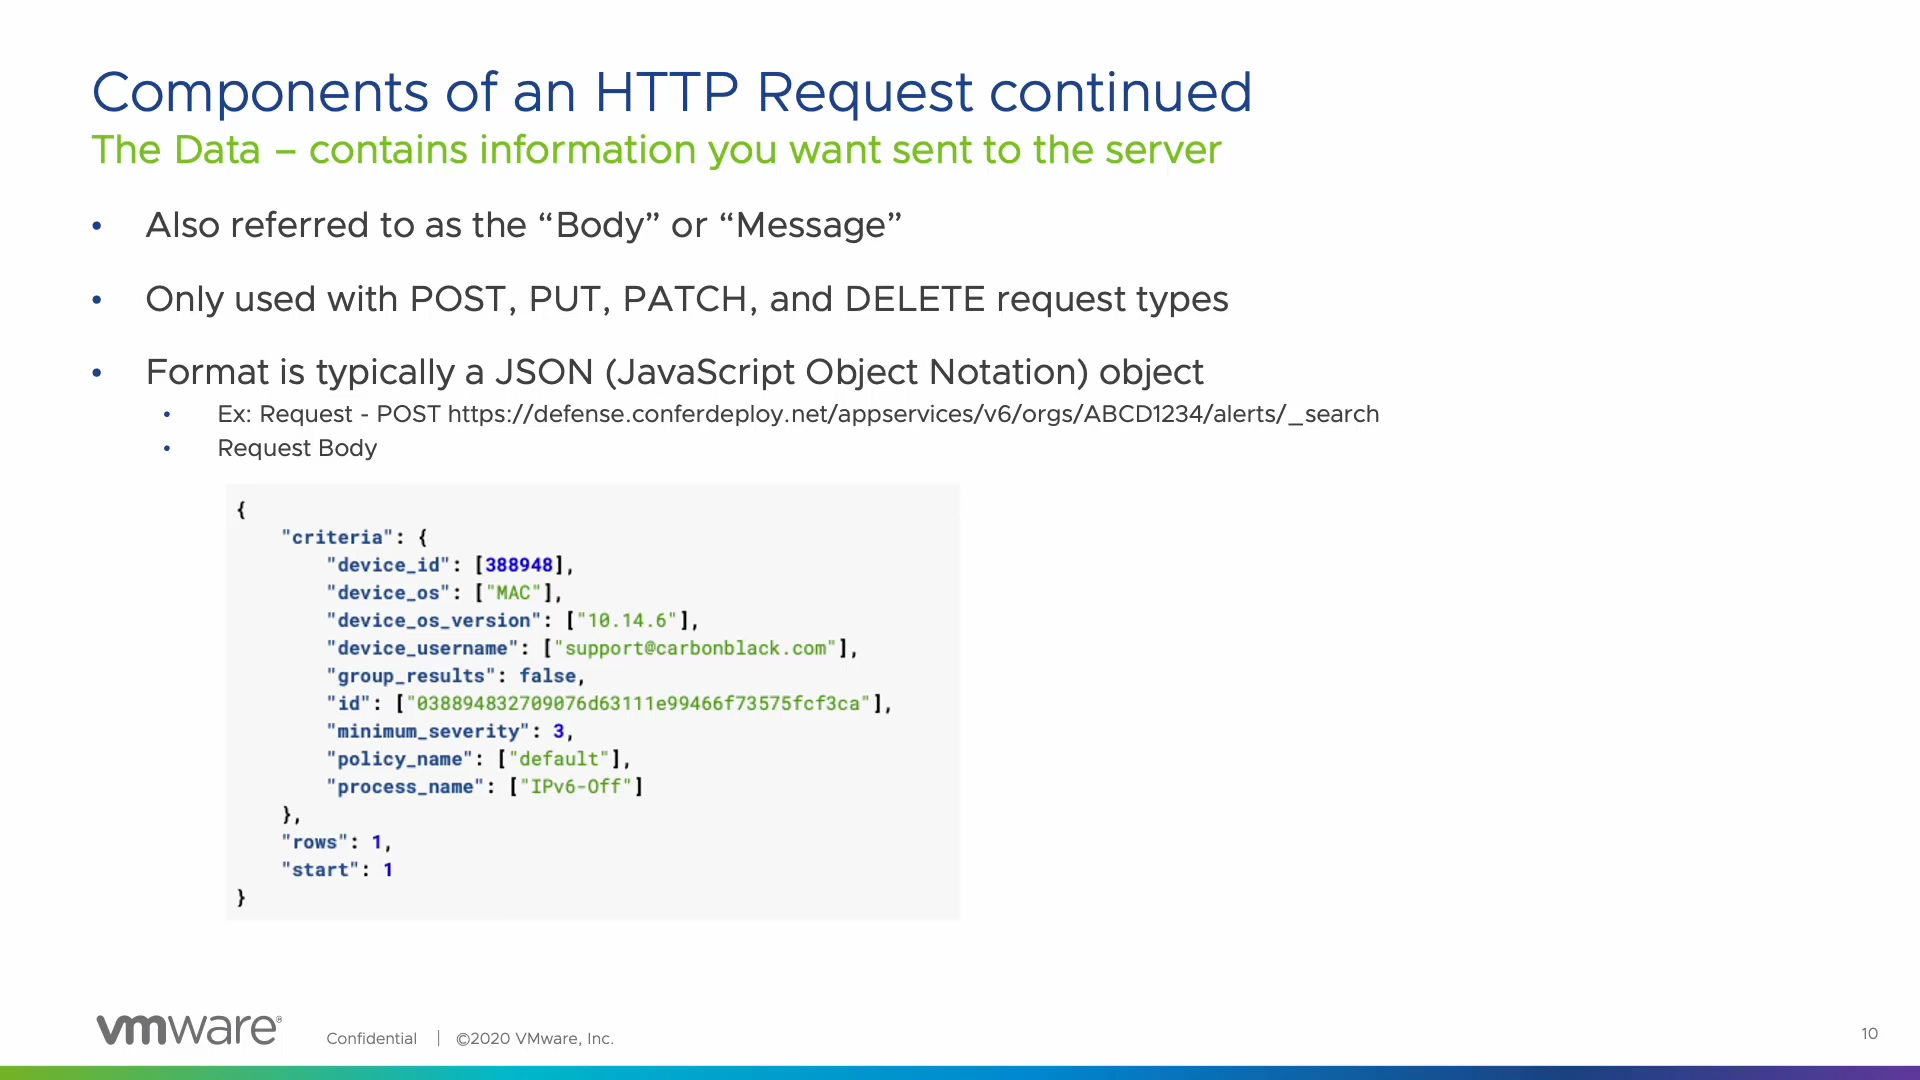 Components of an HTTP Request continued
The Data – contains information you want sent to the server
• Also referred to as the “Body” or “Message”
• Only used with POST, PUT, PATCH, and DELETE request types
• Format is typically a JSON (JavaScript Object Notation) object
• Ex: Request - POST https://defense.conferdeploy.net/appservices/v6/orgs/ABCD1234/alerts/_search
• Request Body
{
    "criteria": {
        "device_id": [388948],
        "device_os": ["MAC"],
        "device_os_version": ["10.14.6"],
        "device_username": ["support@carbonblack.com"],
        "group_results": false,
        "id": ["038894832709076d63111e99466f73575fcf3ca"],
        "minimum_severity": 3,
        "policy_name": ["default"],
        "process_name": ["IPv6-Off"]
    },
    "rows": 1,
    "start": 1
}
vmware®
Confidential | ©2020 VMware, Inc.
10